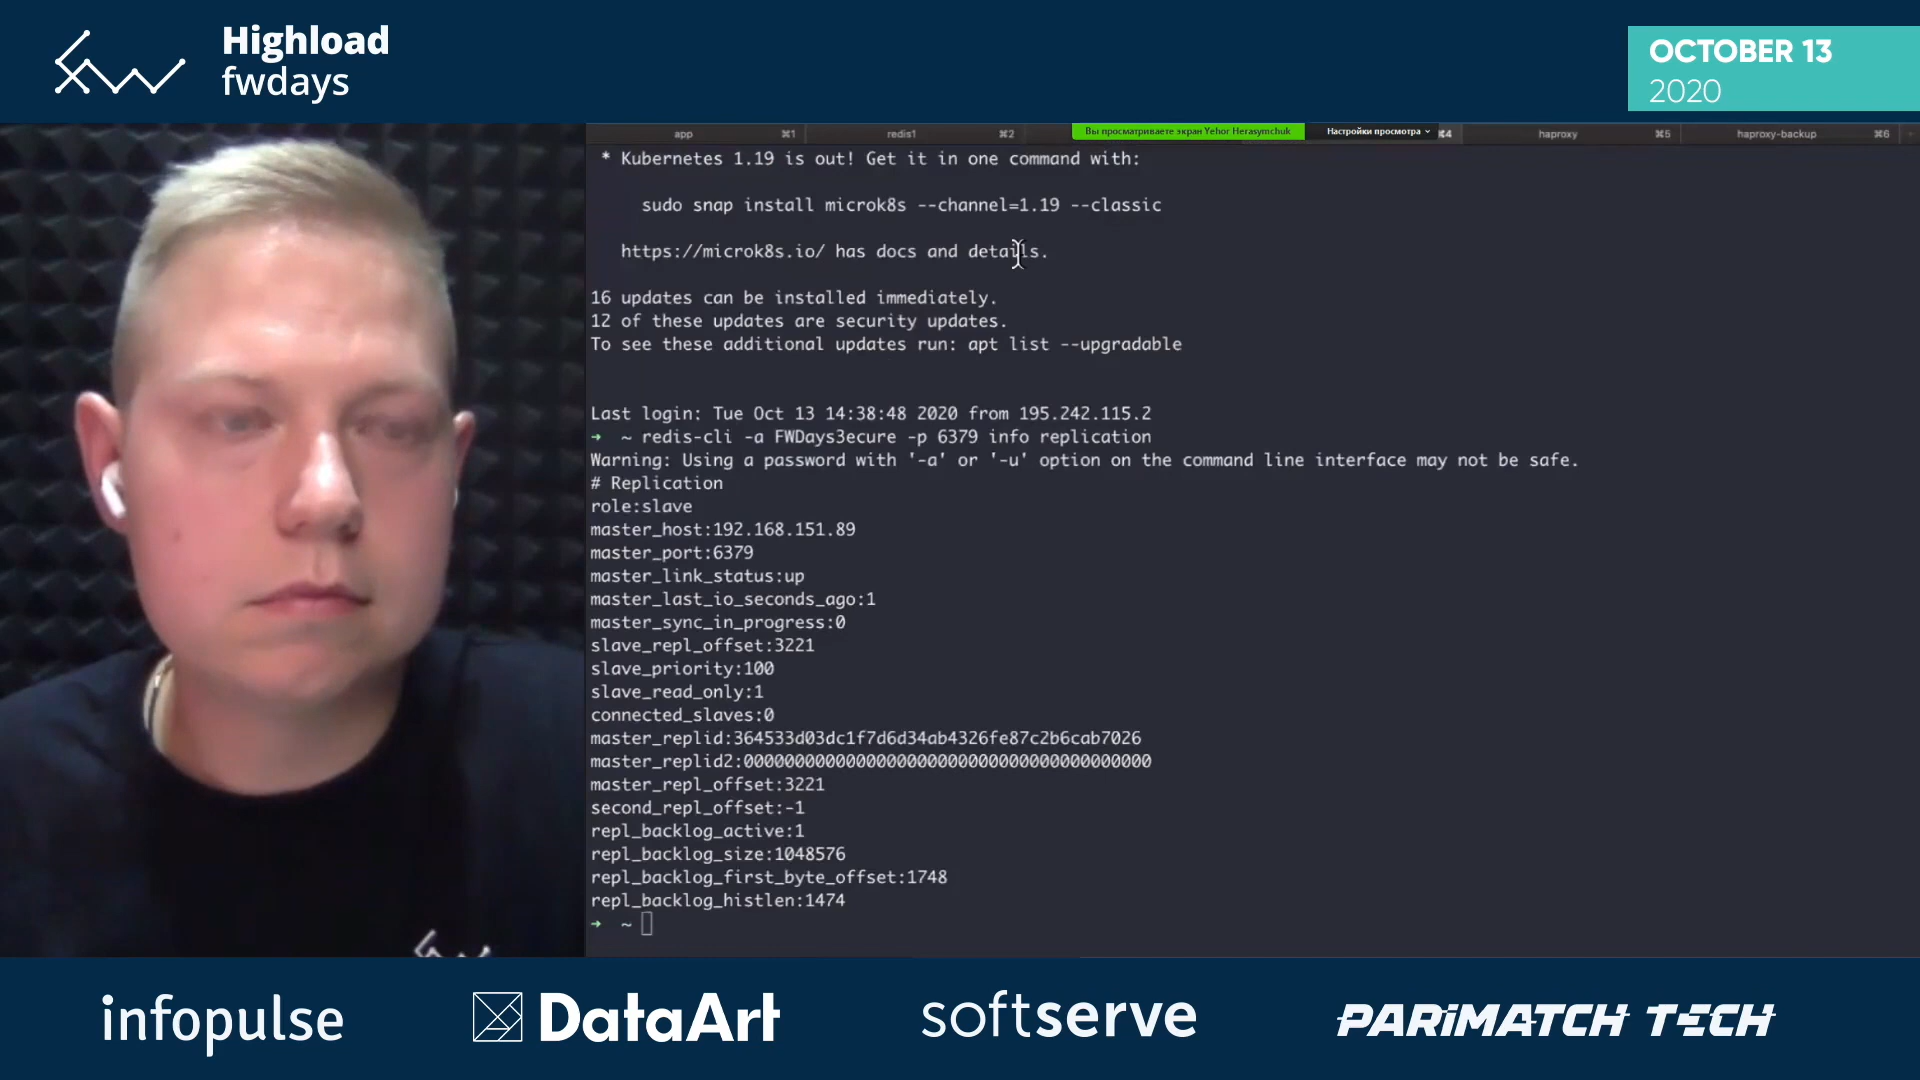 Highload
fwdays
OCTOBER 13
2020
app ⌘1 redis1 ⌘2 Вы просматриваете экран Yehor Herasymchuk Настройки просмотра ⌘4 haproxy ⌘5 haproxy-backup ⌘6
* Kubernetes 1.19 is out! Get it in one command with:
sudo snap install microk8s --channel=1.19 --classic
https://microk8s.io/ has docs and details.
16 updates can be installed immediately.
12 of these updates are security updates.
To see these additional updates run: apt list --upgradable
Last login: Tue Oct 13 14:38:48 2020 from 195.242.115.2
➜ ~ redis-cli -a FWDays3ecure -p 6379 info replication
Warning: Using a password with '-a' or '-u' option on the command line interface may not be safe.
# Replication
role:slave
master_host:192.168.151.89
master_port:6379
master_link_status:up
master_last_io_seconds_ago:1
master_sync_in_progress:0
slave_repl_offset:3221
slave_priority:100
slave_read_only:1
connected_slaves:0
master_replid:364533d03dc1f7d6d34ab4326fe87c2b6cab7026
master_replid2:0000000000000000000000000000000000000000
master_repl_offset:3221
second_repl_offset:-1
repl_backlog_active:1
repl_backlog_size:1048576
repl_backlog_first_byte_offset:1748
repl_backlog_histlen:1474
➜ ~
infopulse
DataArt
softserve
PARIMATCH TECH